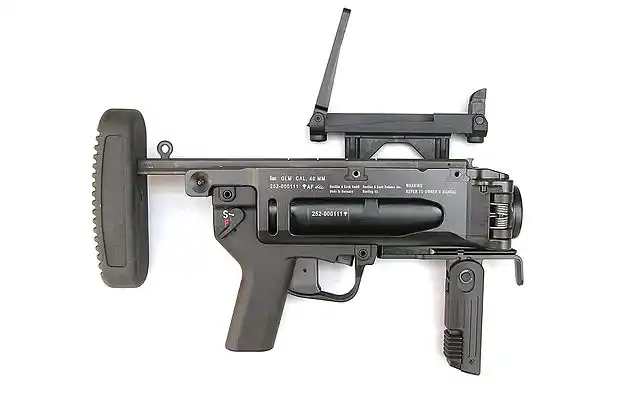 GLM CAL. 40 MM
252-000111 AF
Heckler & Koch GmbH
Made in Germany
Heckler & Koch Defense Inc.
Sterling VA
WARNING
REFER TO OWNER'S MANUAL
252-000111
S
F